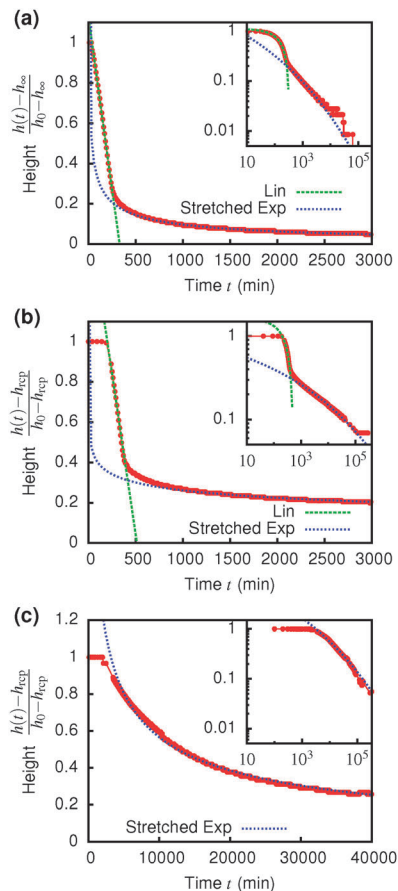 (a)
Height h(t)−h∞ / h0−h∞
1
0.8
0.6
0.4
0.2
0
1
0.1
0.01
10 10³ 10⁵
Lin
Stretched Exp
0 500 1000 1500 2000 2500 3000
Time t (min)
(b)
Height h(t)−hrcp / h0−hrcp
1
0.8
0.6
0.4
0.2
0
1
0.1
10 10³ 10⁵
Lin
Stretched Exp
0 500 1000 1500 2000 2500 3000
Time t (min)
(c)
Height h(t)−hrcp / h0−hrcp
1.2
1
0.8
0.6
0.4
0.2
0
1
0.1
0.01
10 10³ 10⁵
Stretched Exp
0 10000 20000 30000 40000
Time t (min)